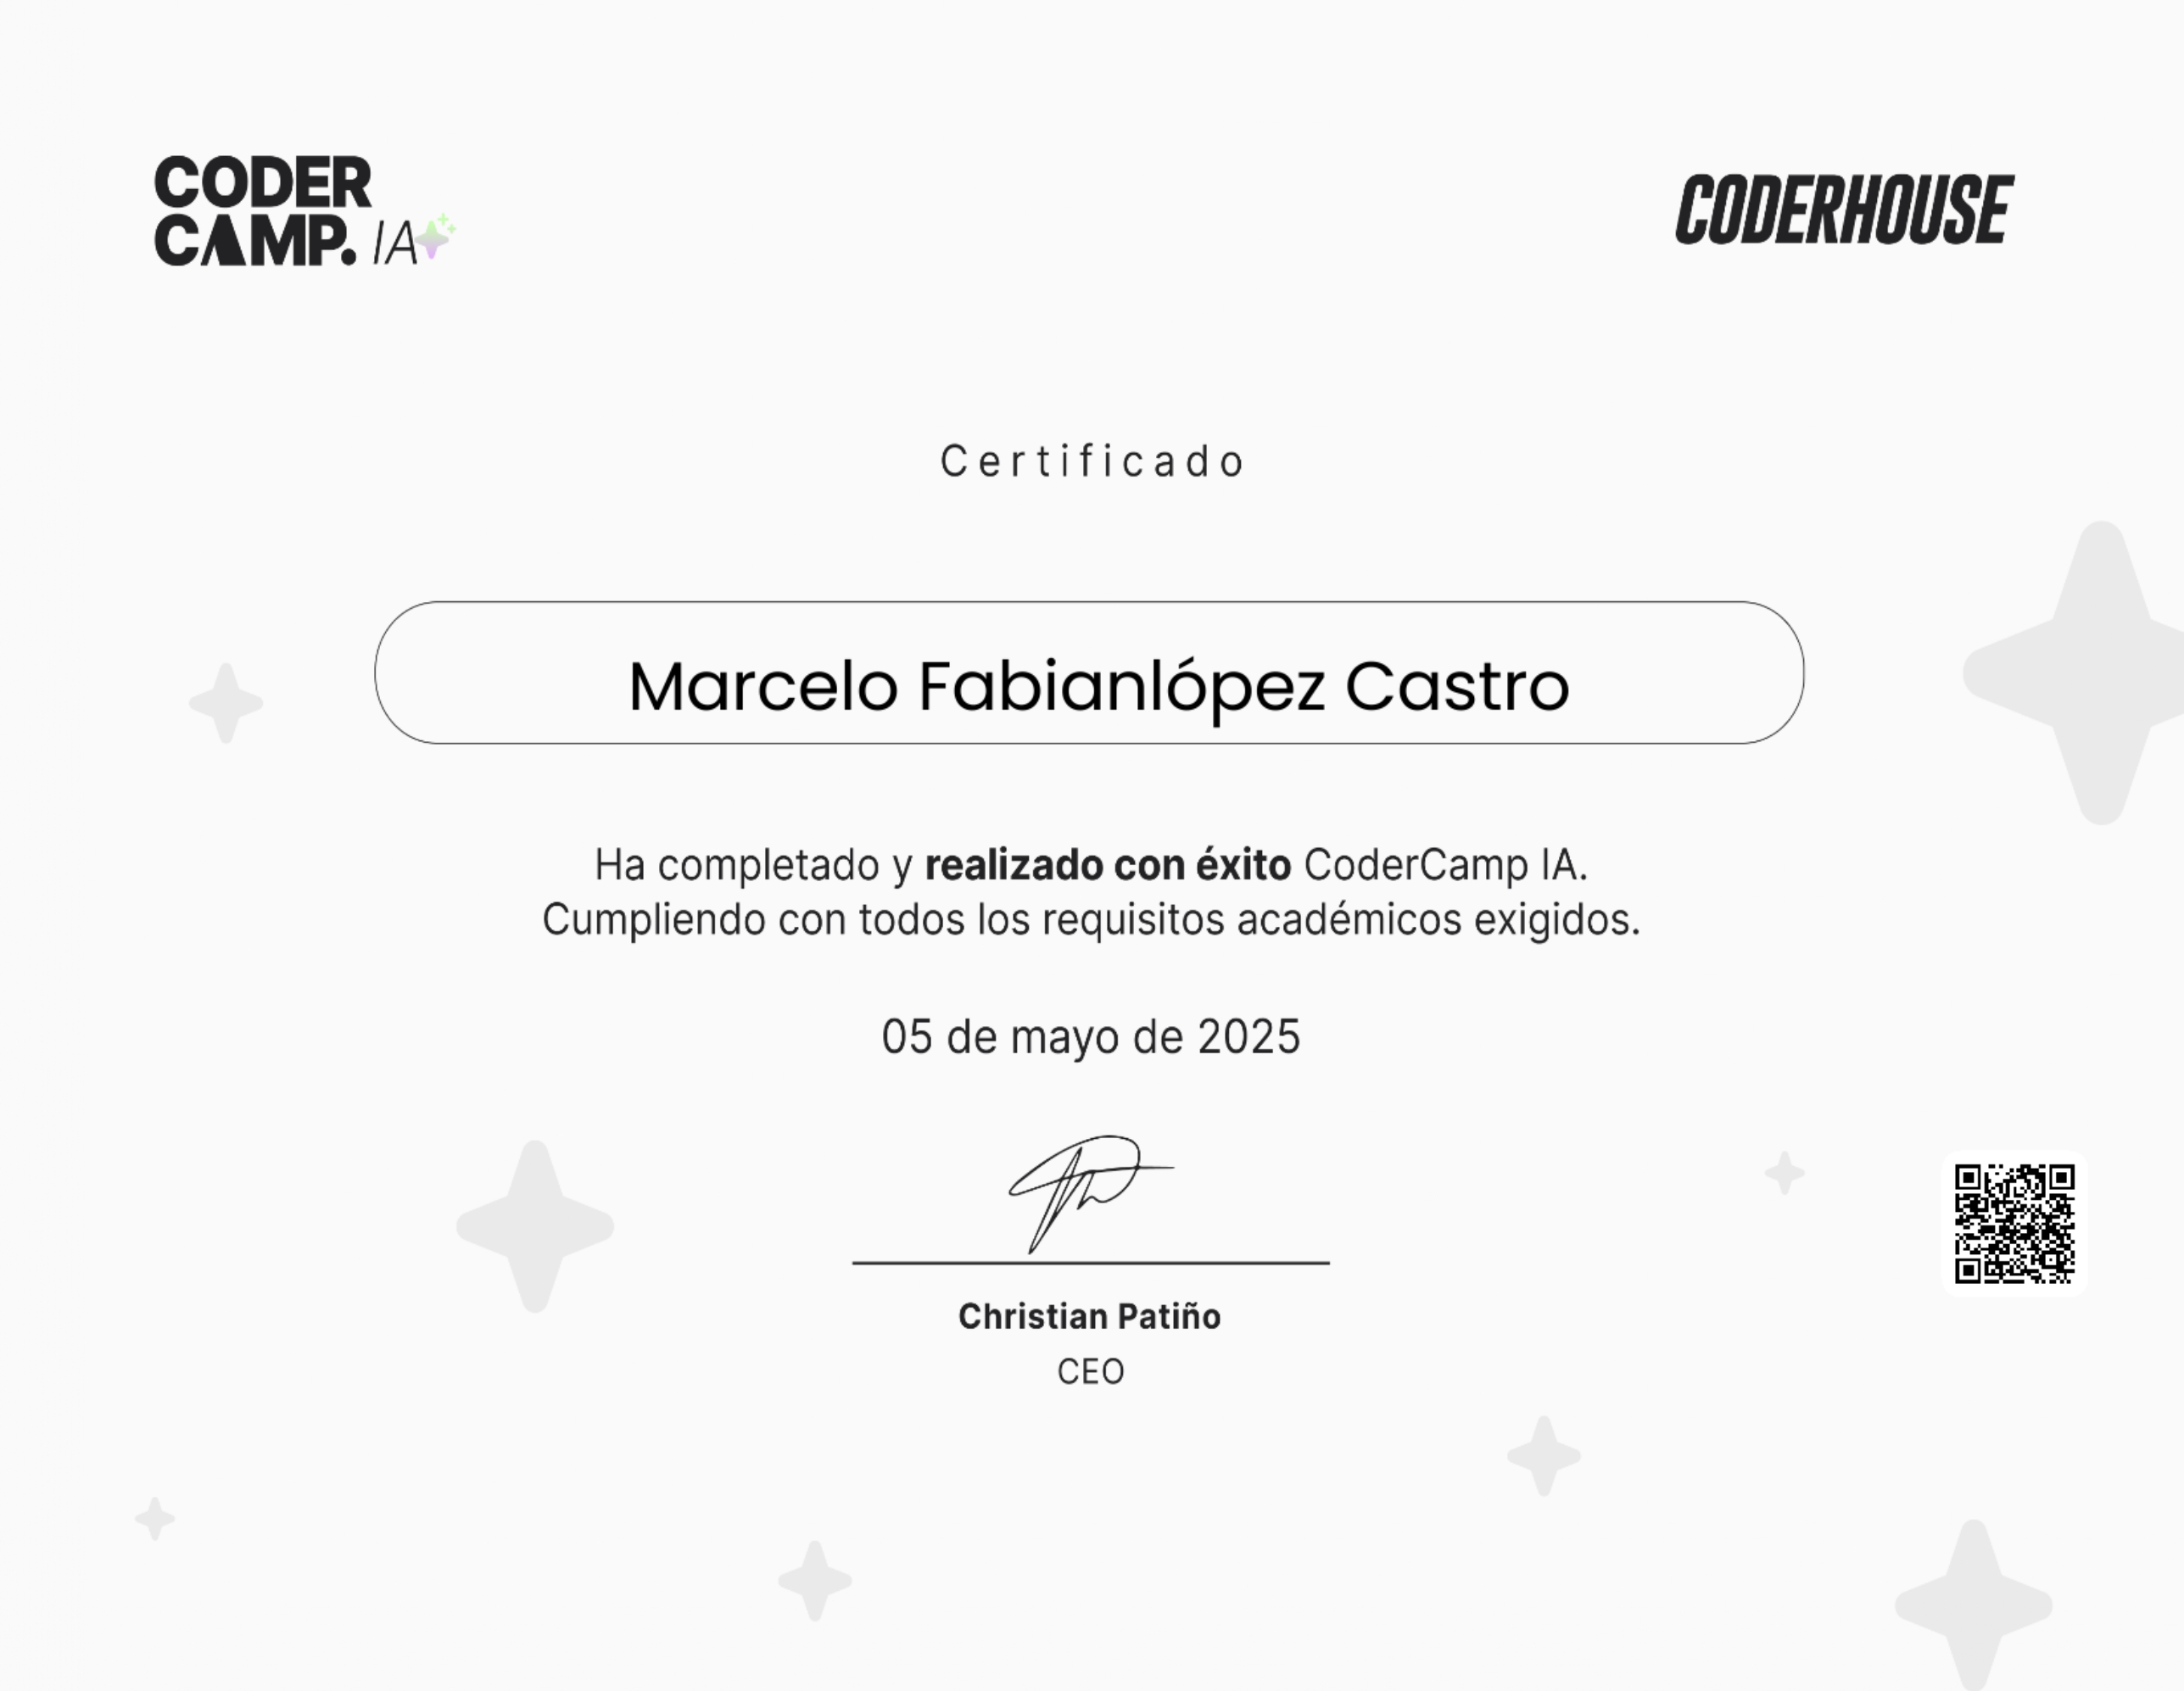 CODER
CAMP. IA
CODERHOUSE
Certificado
Marcelo Fabianlópez Castro
Ha completado y realizado con éxito CoderCamp IA.
Cumpliendo con todos los requisitos académicos exigidos.
05 de mayo de 2025
Christian Patiño
CEO